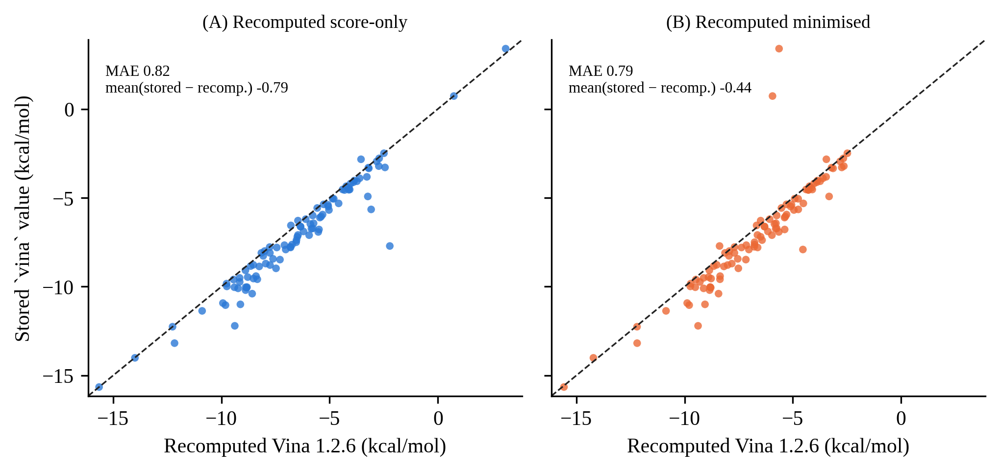 (A) Recomputed score-only
(B) Recomputed minimised
MAE 0.82
mean(stored − recomp.) -0.79
MAE 0.79
mean(stored − recomp.) -0.44
Stored `vina` value (kcal/mol)
0
−5
−10
−15
−15 −10 −5 0
−15 −10 −5 0
Recomputed Vina 1.2.6 (kcal/mol)
Recomputed Vina 1.2.6 (kcal/mol)